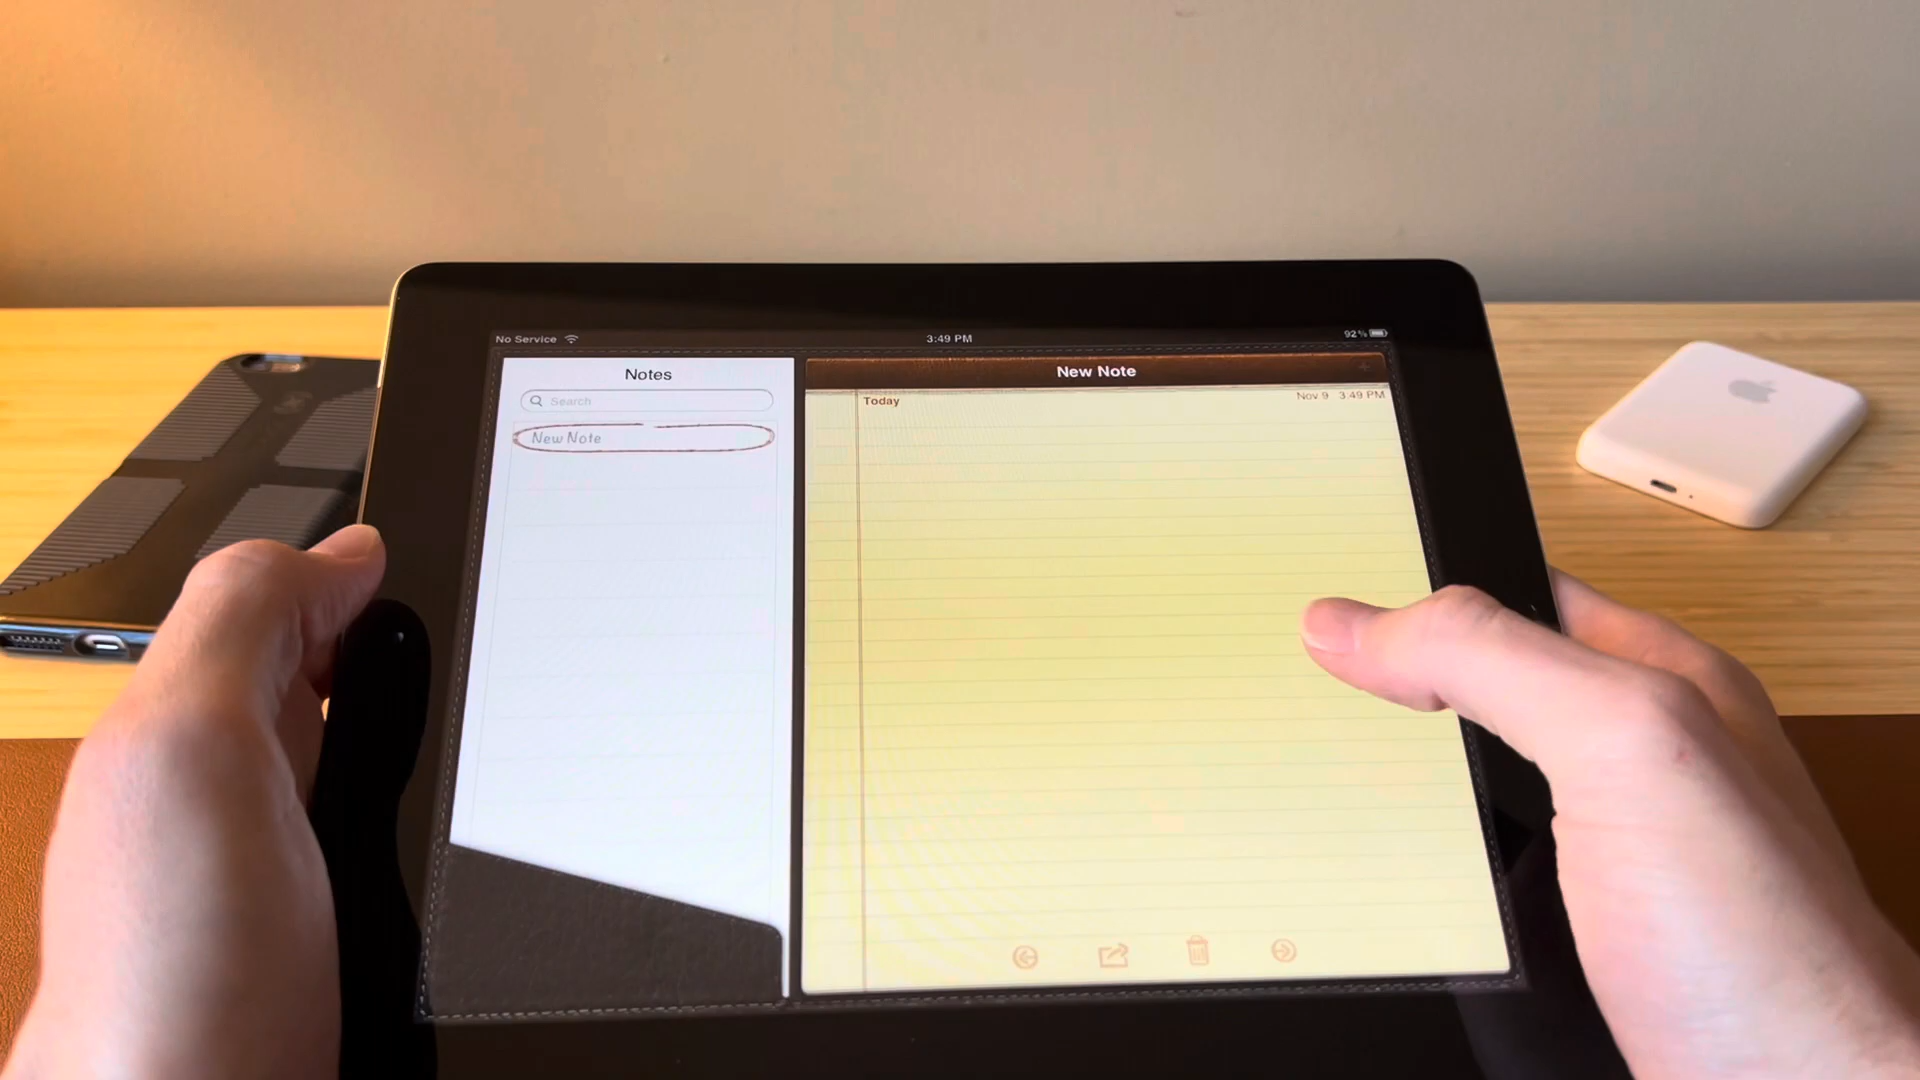 No Service
3:49 PM
92%
Notes
Search
New Note
New Note
Today
Nov 9 3:49 PM